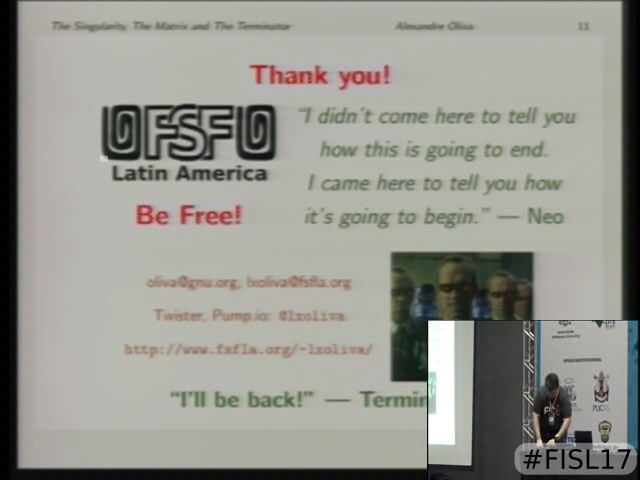 The Singularity, The Matrix and The Terminator Alexandre Oliva 11
Thank you!
FSF
Latin America
Be Free!
"I didn't come here to tell you
how this is going to end.
I came here to tell you how
it's going to begin." — Neo
oliva@gnu.org, lxoliva@fsfla.org
Twister, Pump.io: @lxoliva
http://www.fsfla.org/~lxoliva/
"I'll be back!" — Termin
#FISL17